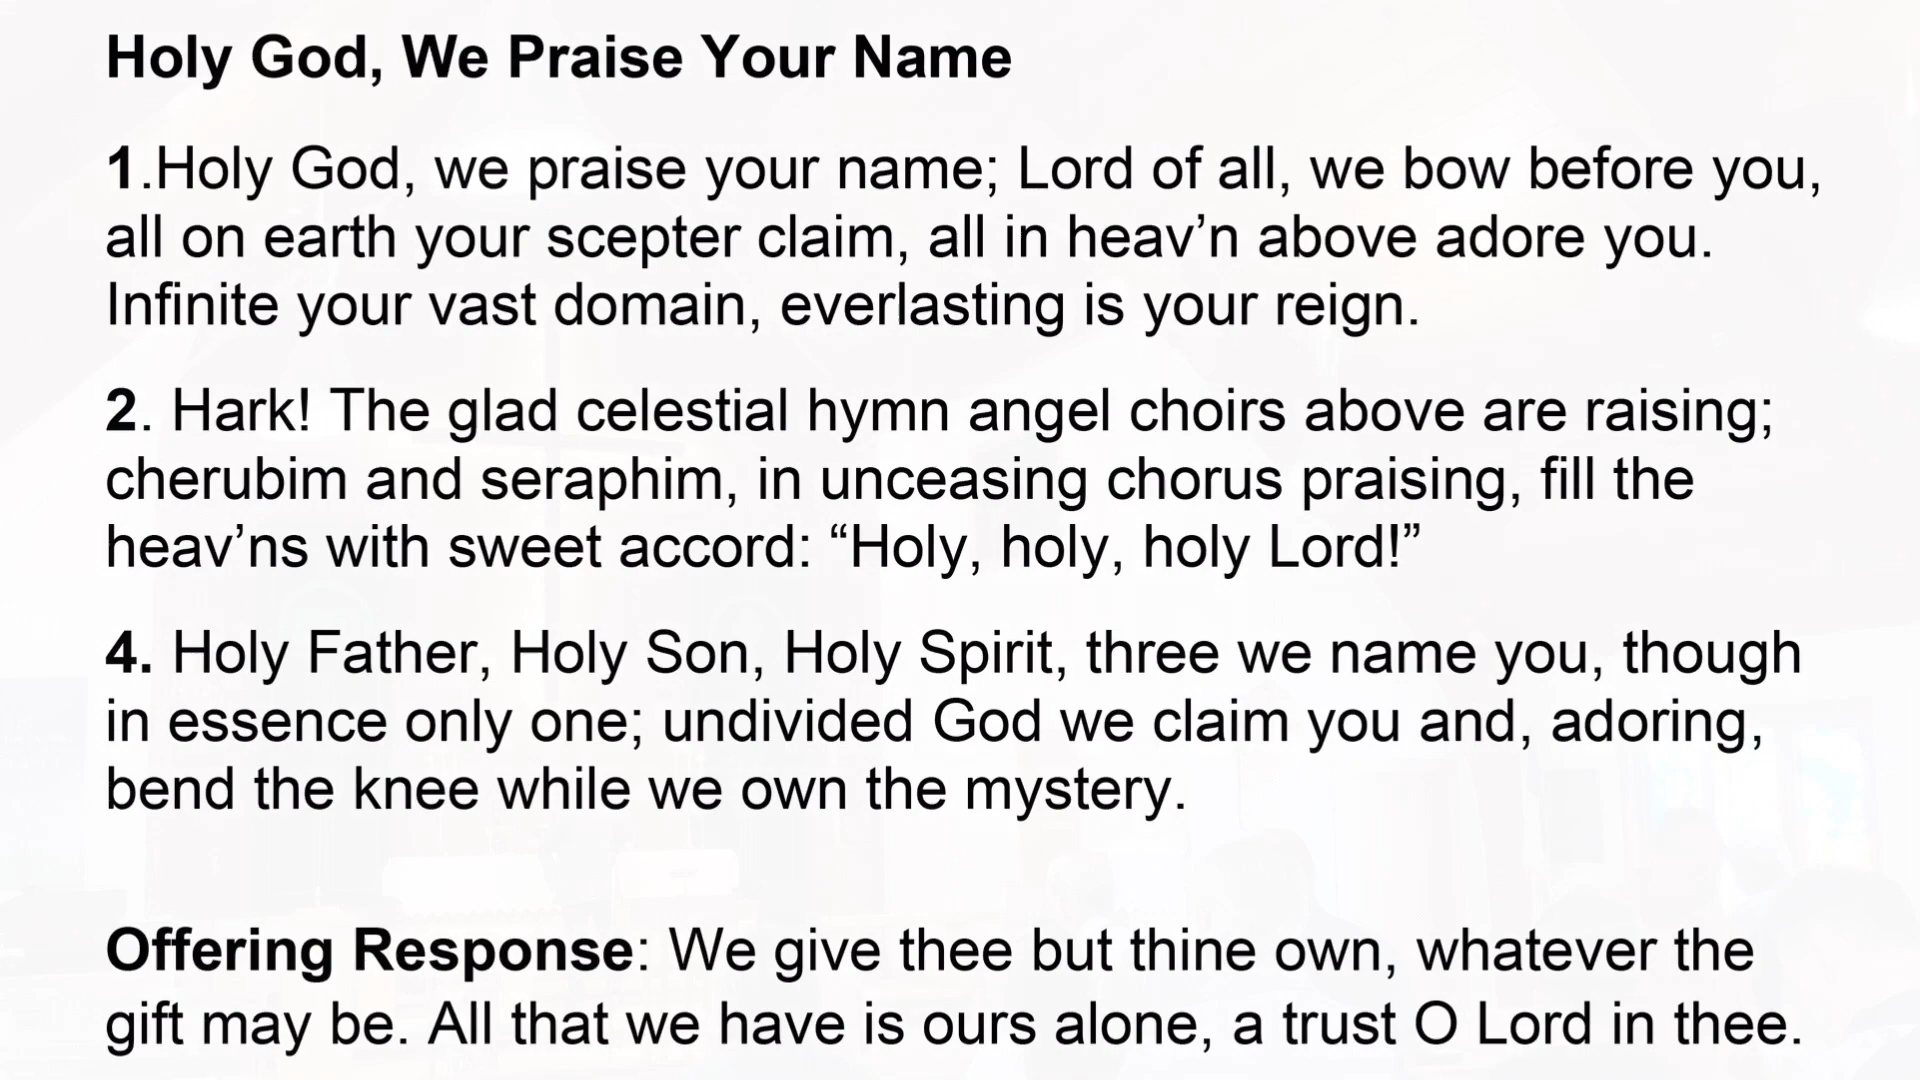 Holy God, We Praise Your Name
1.Holy God, we praise your name; Lord of all, we bow before you,
all on earth your scepter claim, all in heav’n above adore you.
Infinite your vast domain, everlasting is your reign.
2. Hark! The glad celestial hymn angel choirs above are raising;
cherubim and seraphim, in unceasing chorus praising, fill the
heav’ns with sweet accord: “Holy, holy, holy Lord!”
4. Holy Father, Holy Son, Holy Spirit, three we name you, though
in essence only one; undivided God we claim you and, adoring,
bend the knee while we own the mystery.
Offering Response: We give thee but thine own, whatever the
gift may be. All that we have is ours alone, a trust O Lord in thee.